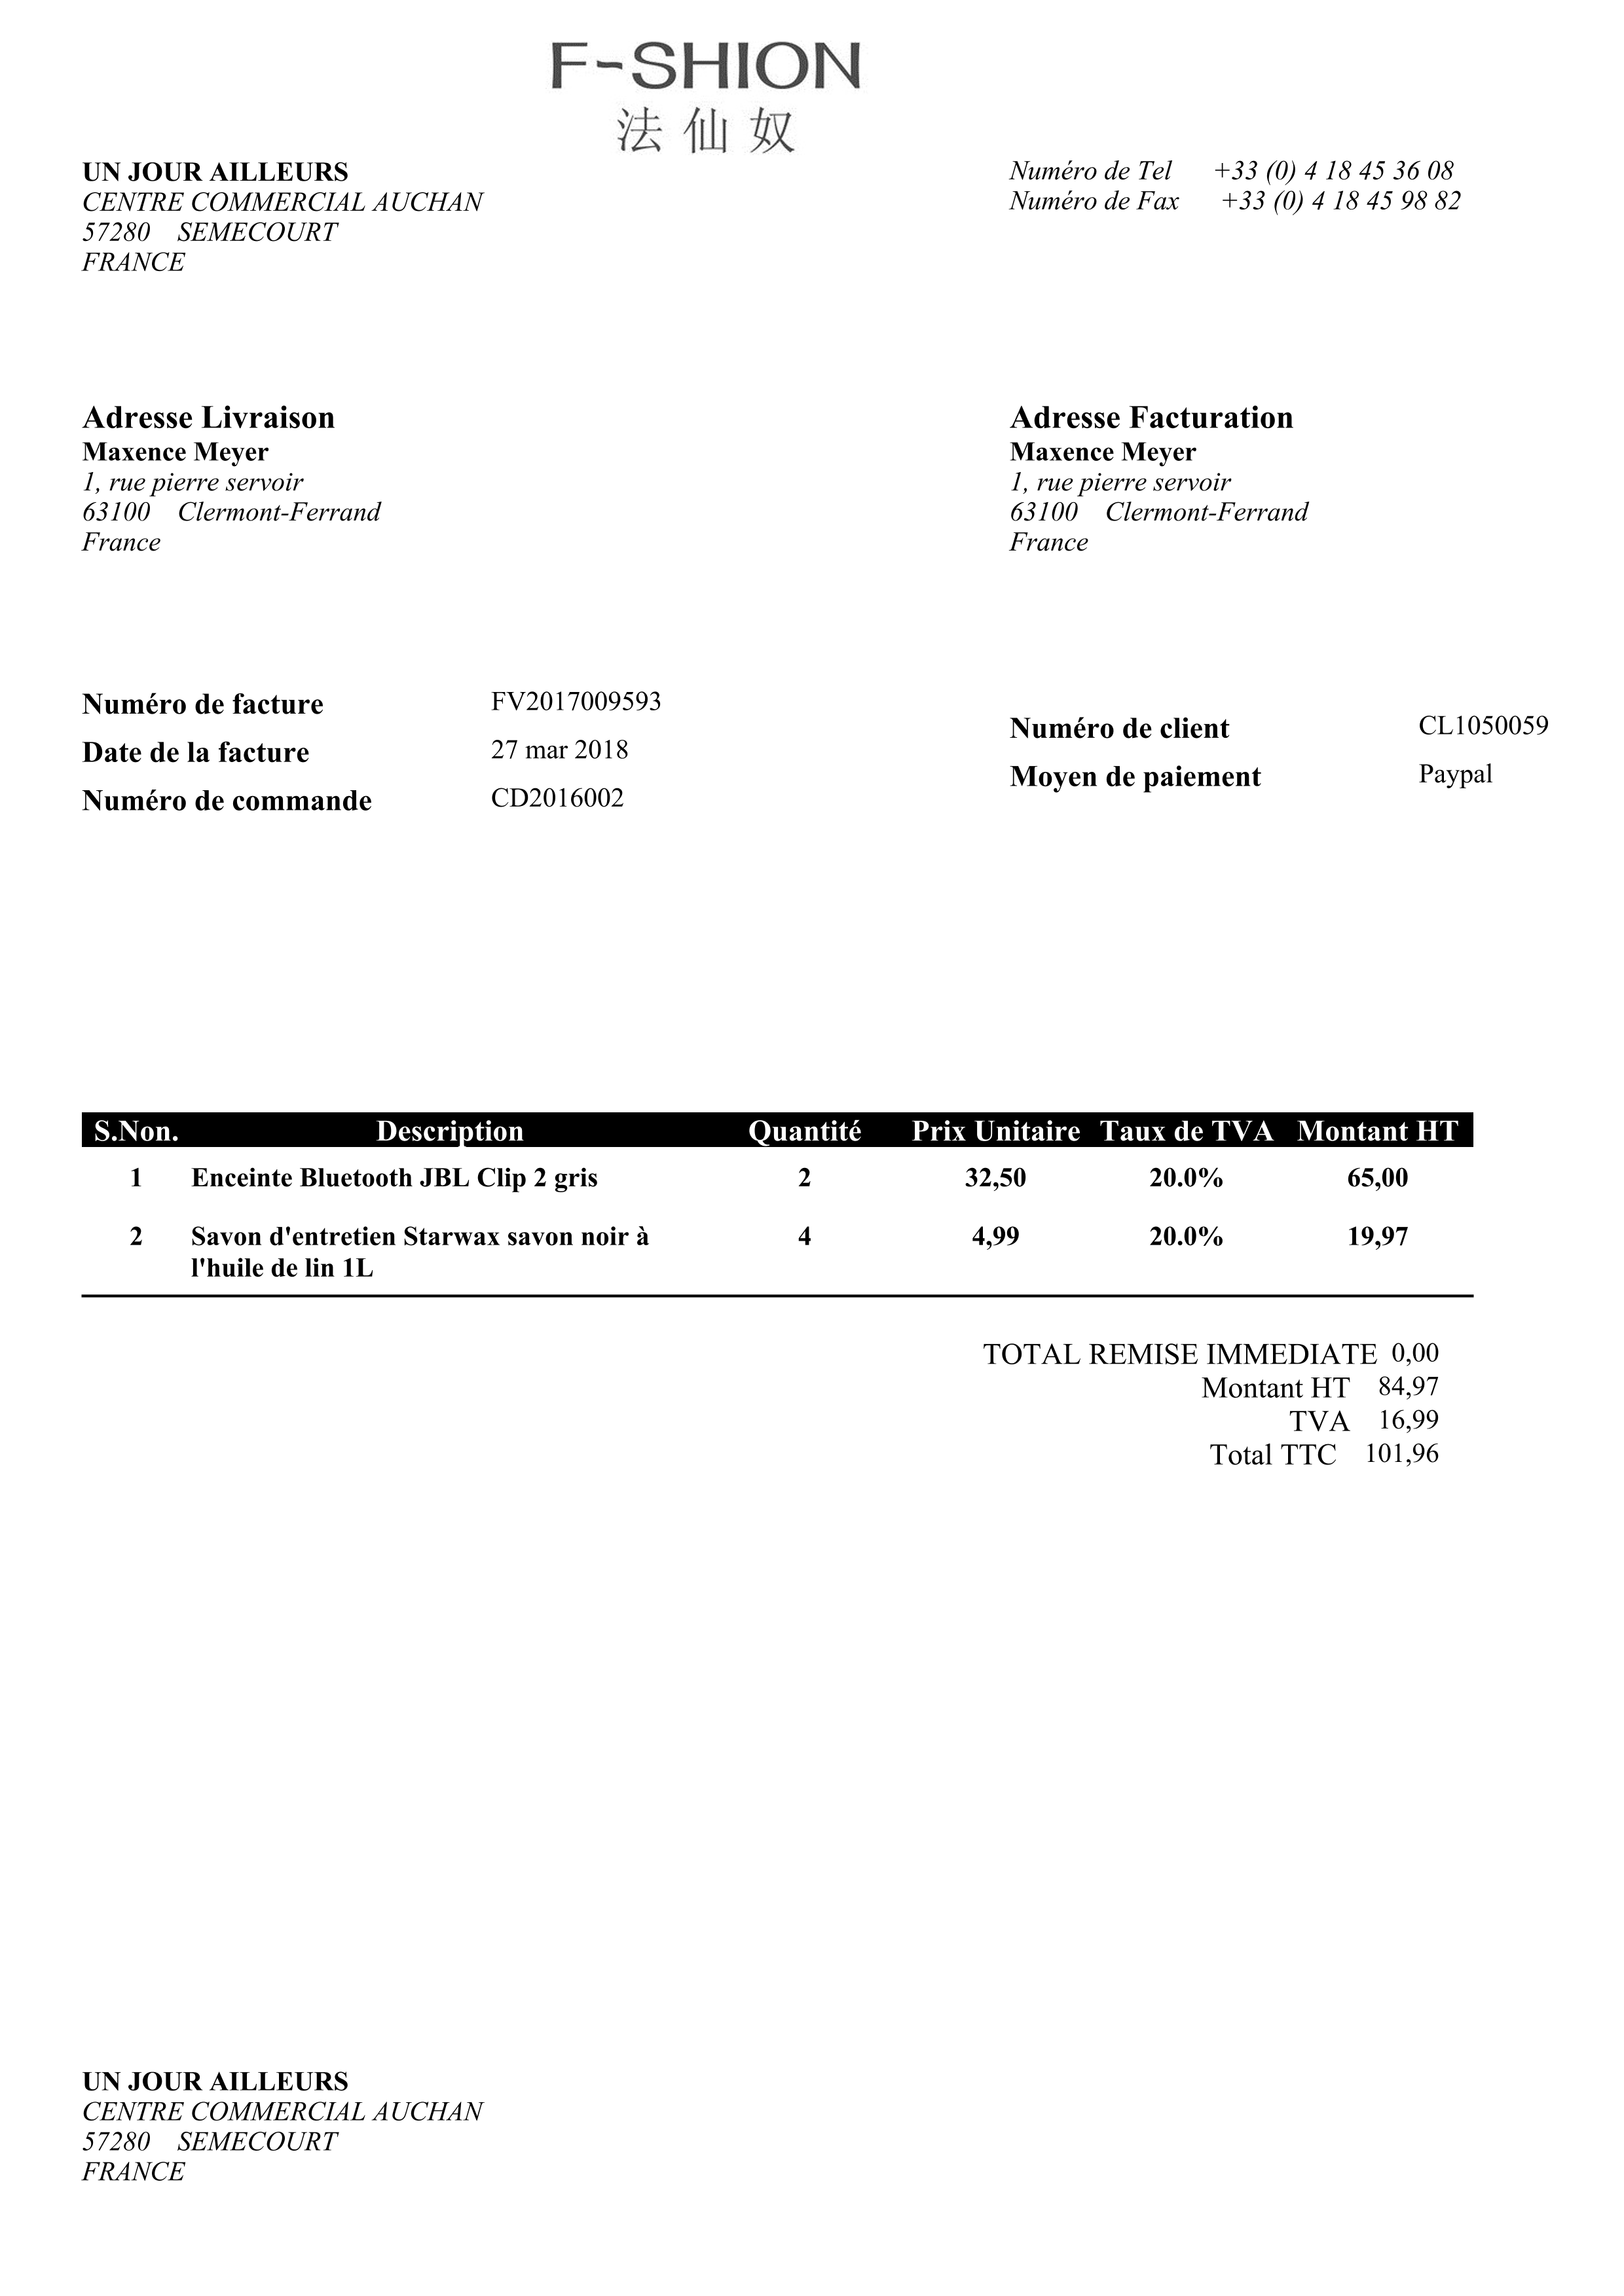 F-SHION
法仙奴
UN JOUR AILLEURS
CENTRE COMMERCIAL AUCHAN
57280 SEMECOURT
FRANCE
Numéro de Tel +33 (0) 4 18 45 36 08
Numéro de Fax +33 (0) 4 18 45 98 82
Adresse Livraison
Maxence Meyer
1, rue pierre servoir
63100 Clermont-Ferrand
France
Adresse Facturation
Maxence Meyer
1, rue pierre servoir
63100 Clermont-Ferrand
France
Numéro de facture FV2017009593
Date de la facture 27 mar 2018
Numéro de commande CD2016002
Numéro de client CL1050059
Moyen de paiement Paypal
S.Non. Description Quantité Prix Unitaire Taux de TVA Montant HT
1 Enceinte Bluetooth JBL Clip 2 gris 2 32,50 20.0% 65,00
2 Savon d'entretien Starwax savon noir à 4 4,99 20.0% 19,97
l'huile de lin 1L
TOTAL REMISE IMMEDIATE 0,00
Montant HT 84,97
TVA 16,99
Total TTC 101,96
UN JOUR AILLEURS
CENTRE COMMERCIAL AUCHAN
57280 SEMECOURT
FRANCE